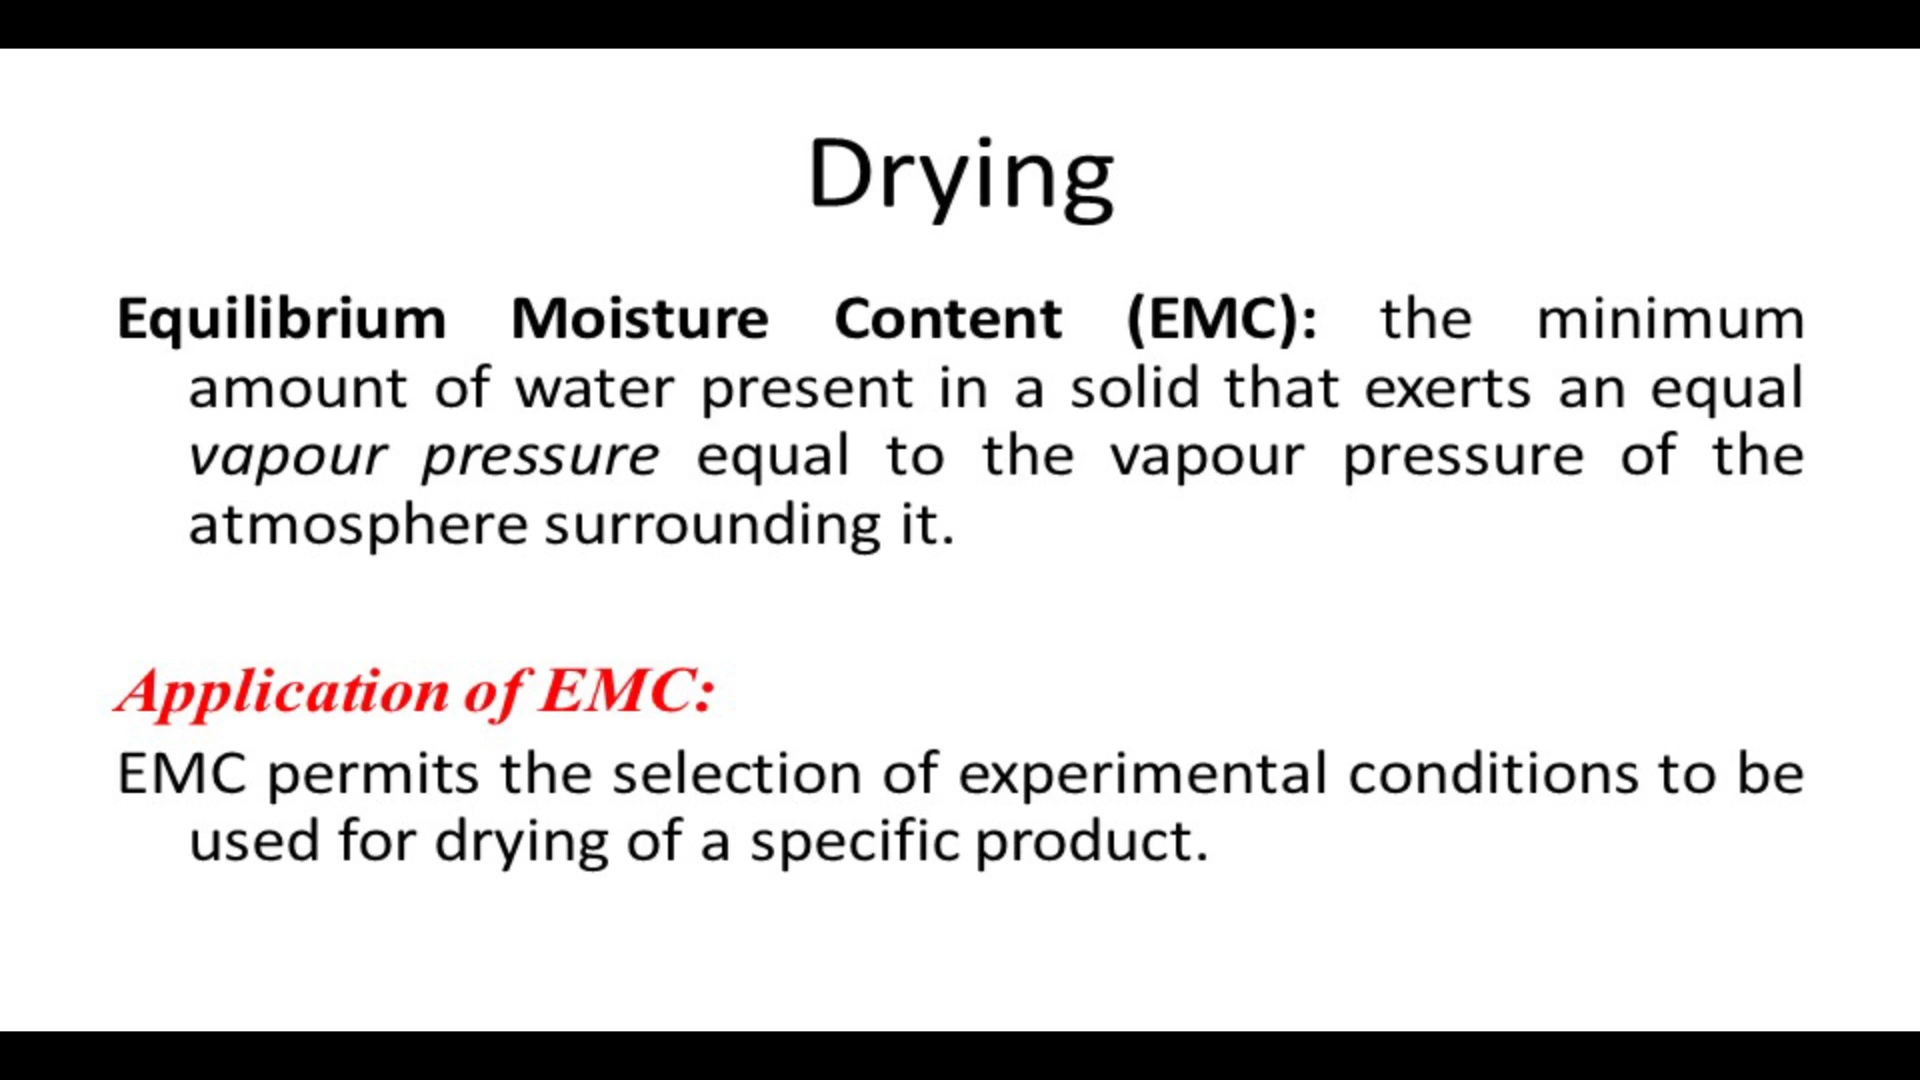 Drying
Equilibrium Moisture Content (EMC): the minimum
amount of water present in a solid that exerts an equal
vapour pressure equal to the vapour pressure of the
atmosphere surrounding it.
Application of EMC:
EMC permits the selection of experimental conditions to be
used for drying of a specific product.